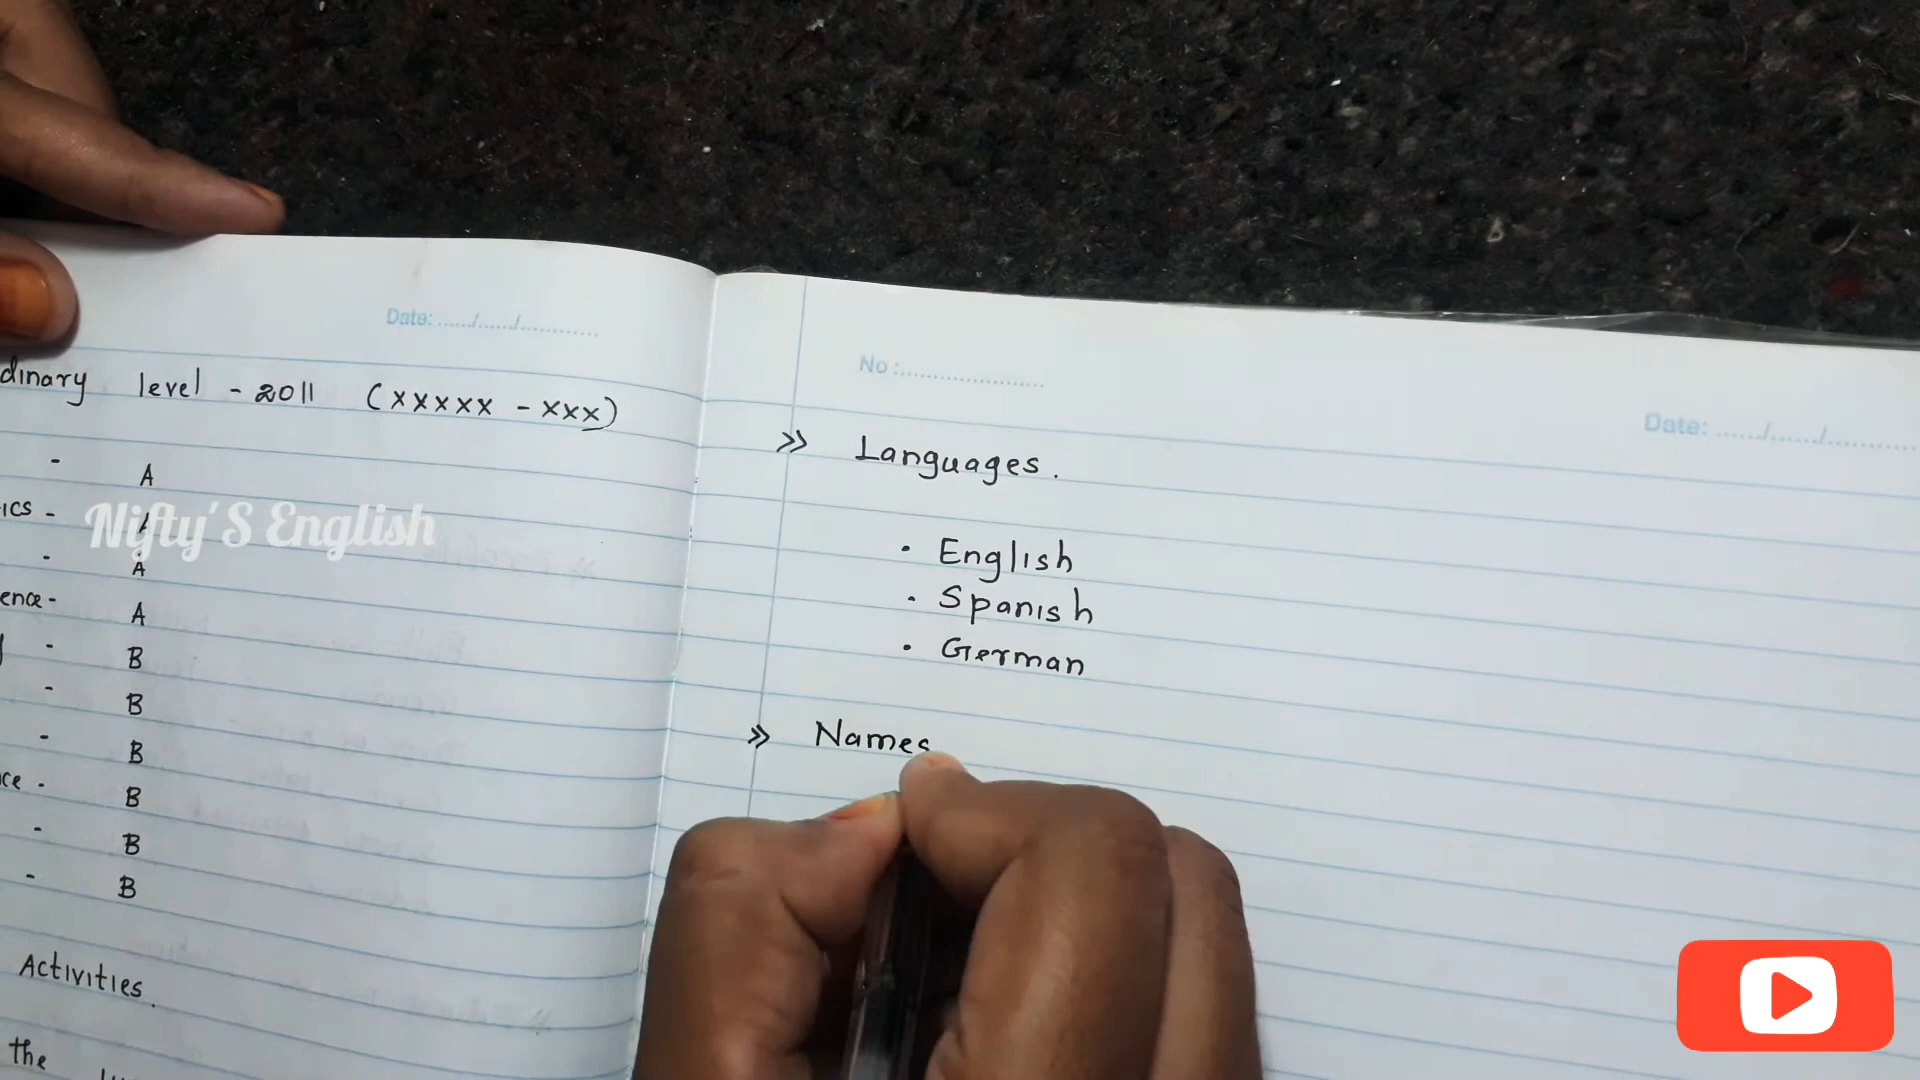 Date: ....../....../............
dinary level - 2011 (xxxxx - xxx)
- A
ics -
Nifty'S English
- A
ence - A
- B
- B
- B
ce - B
- B
- B
Activities.
the
No :........................
Date: ....../....../............
>> Languages.
• English
• Spanish
• German
>> Names